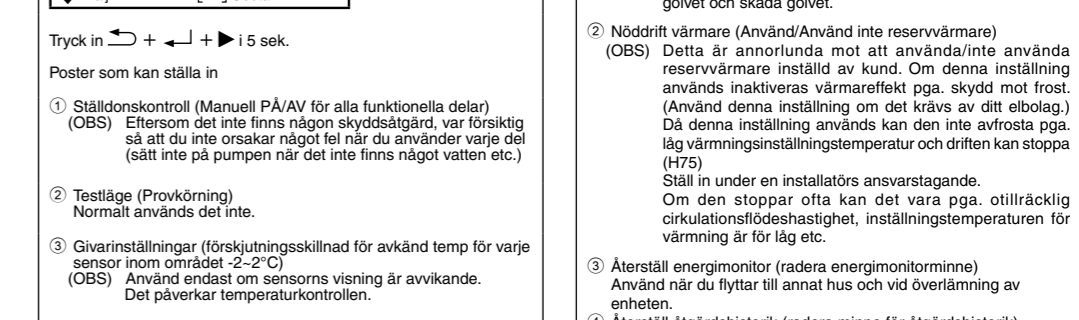 Tryck in ⮌ + ↵ + ▶ i 5 sek.
Poster som kan ställa in
① Ställdonskontroll (Manuell PÅ/AV för alla funktionella delar)
(OBS) Eftersom det inte finns någon skyddsåtgärd, var försiktig
så att du inte orsakar något fel när du använder varje del
(sätt inte på pumpen när det inte finns något vatten etc.)
② Testläge (Provkörning)
Normalt används det inte.
③ Givarinställningar (förskjutningsskillnad för avkänd temp för varje
sensor inom området -2~2°C)
(OBS) Använd endast om sensorns visning är avvikande.
Det påverkar temperaturkontrollen.
golvet och skada golvet.
② Nöddrift värmare (Använd/Använd inte reservvärmare)
(OBS) Detta är annorlunda mot att använda/inte använda
reservvärmare inställd av kund. Om denna inställning
används inaktiveras värmareffekt pga. skydd mot frost.
(Använd denna inställning om det krävs av ditt elbolag.)
Då denna inställning används kan den inte avfrosta pga.
låg värmningsinställningstemperatur och driften kan stoppa
(H75)
Ställ in under en installatörs ansvarstagande.
Om den stoppar ofta kan det vara pga. otillräcklig
cirkulationsflödeshastighet, inställningstemperaturen för
värmning är för låg etc.
③ Återställ energimonitor (radera energimonitorminne)
Använd när du flyttar till annat hus och vid överlämning av
enheten.
④ Återställ åtgärdshistorik (radera minne för åtgärdshistorik)